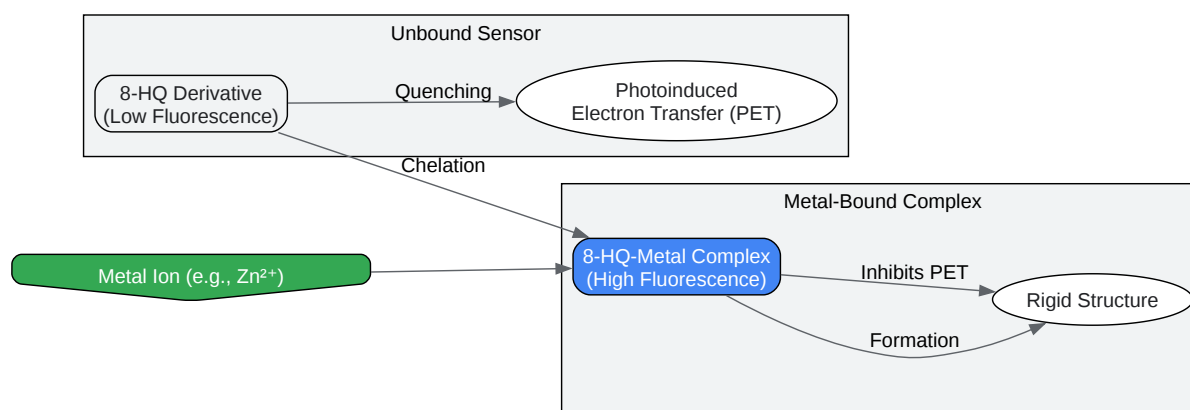 Unbound Sensor
8-HQ Derivative
(Low Fluorescence)
Quenching
Photoinduced
Electron Transfer (PET)
Chelation
Metal-Bound Complex
Metal Ion (e.g., Zn²⁺)
8-HQ-Metal Complex
(High Fluorescence)
Inhibits PET
Rigid Structure
Formation